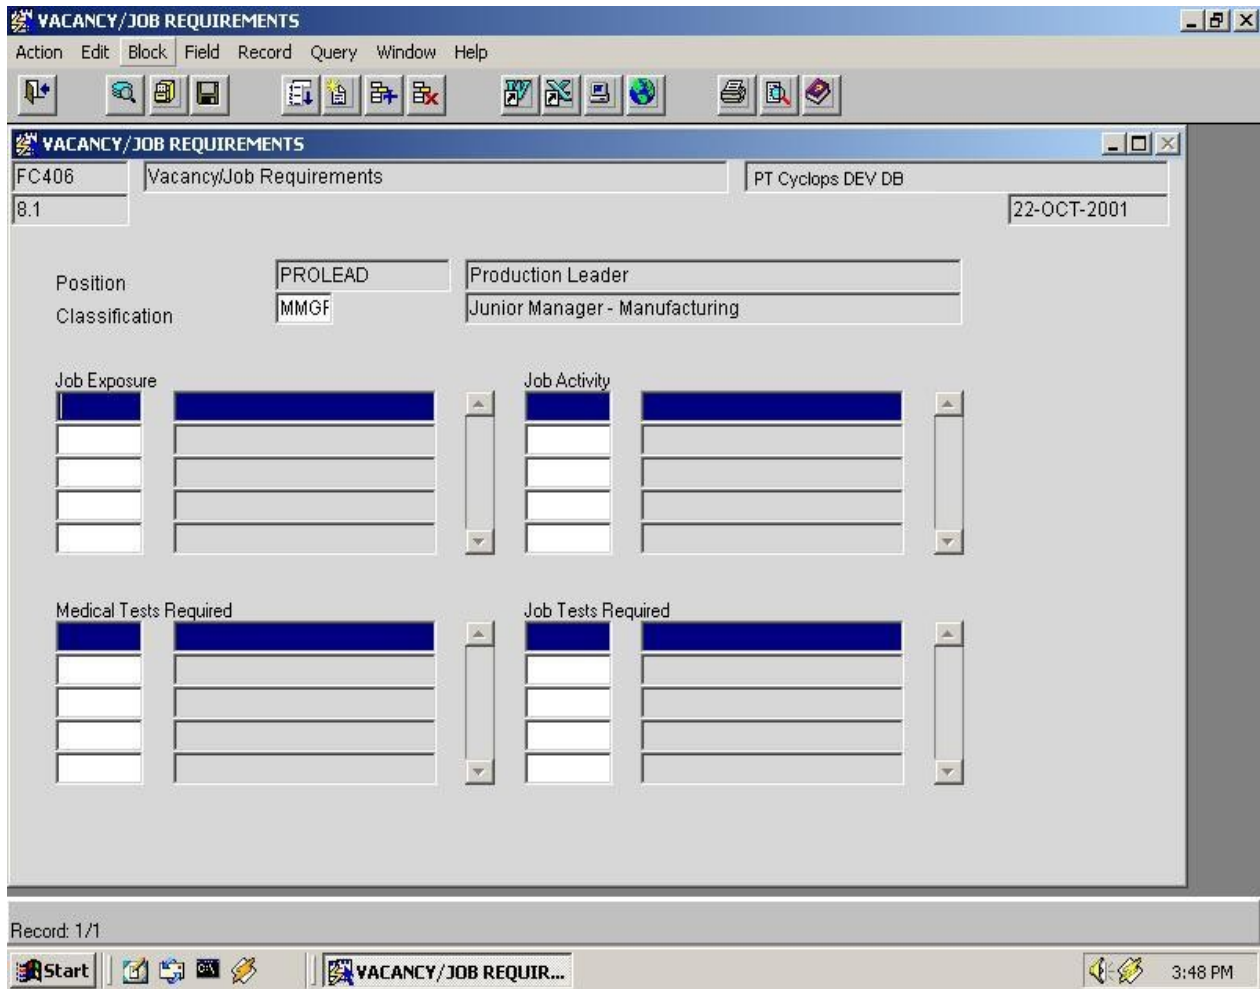 VACANCY/JOB REQUIREMENTS
Action Edit Block Field Record Query Window Help
VACANCY/JOB REQUIREMENTS
FC406 Vacancy/Job Requirements PT Cyclops DEV DB
8.1 22-OCT-2001
Position PROLEAD Production Leader
Classification MMGF Junior Manager - Manufacturing
Job Exposure Job Activity
Medical Tests Required Job Tests Required
Record: 1/1
Start VACANCY/JOB REQUIR... 3:48 PM